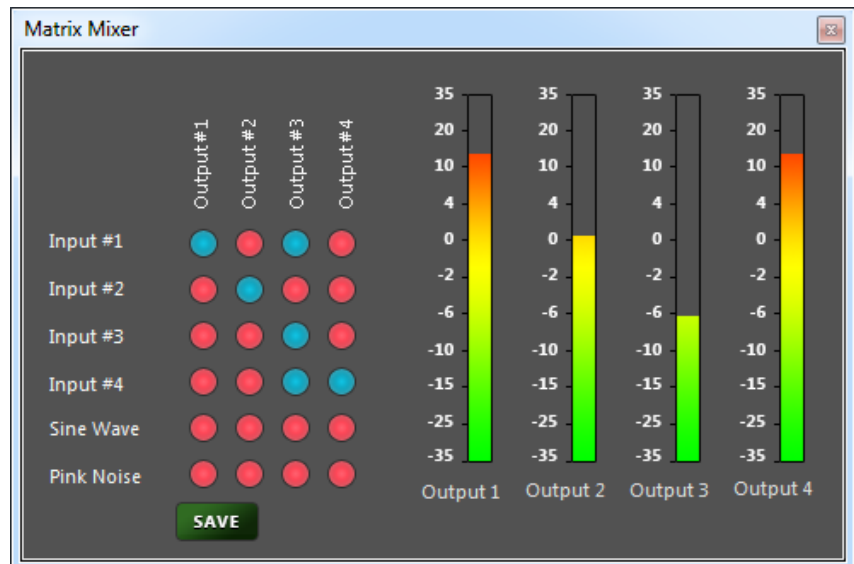 Matrix Mixer
Output #1
Output #2
Output #3
Output #4
Input #1
Input #2
Input #3
Input #4
Sine Wave
Pink Noise
SAVE
35
20
10
4
0
-2
-6
-10
-15
-25
-35
Output 1
35
20
10
4
0
-2
-6
-10
-15
-25
-35
Output 2
35
20
10
4
0
-2
-6
-10
-15
-25
-35
Output 3
35
20
10
4
0
-2
-6
-10
-15
-25
-35
Output 4